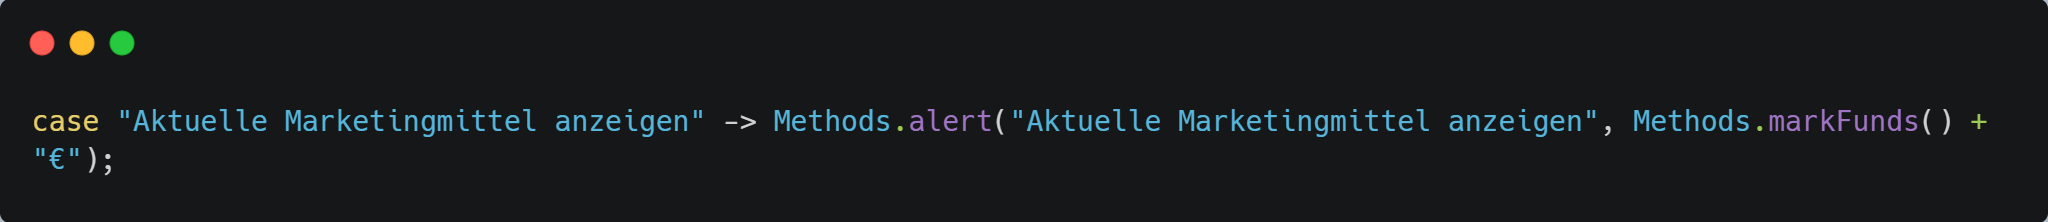 case "Aktuelle Marketingmittel anzeigen" -> Methods.alert("Aktuelle Marketingmittel anzeigen", Methods.markFunds() +
"€");